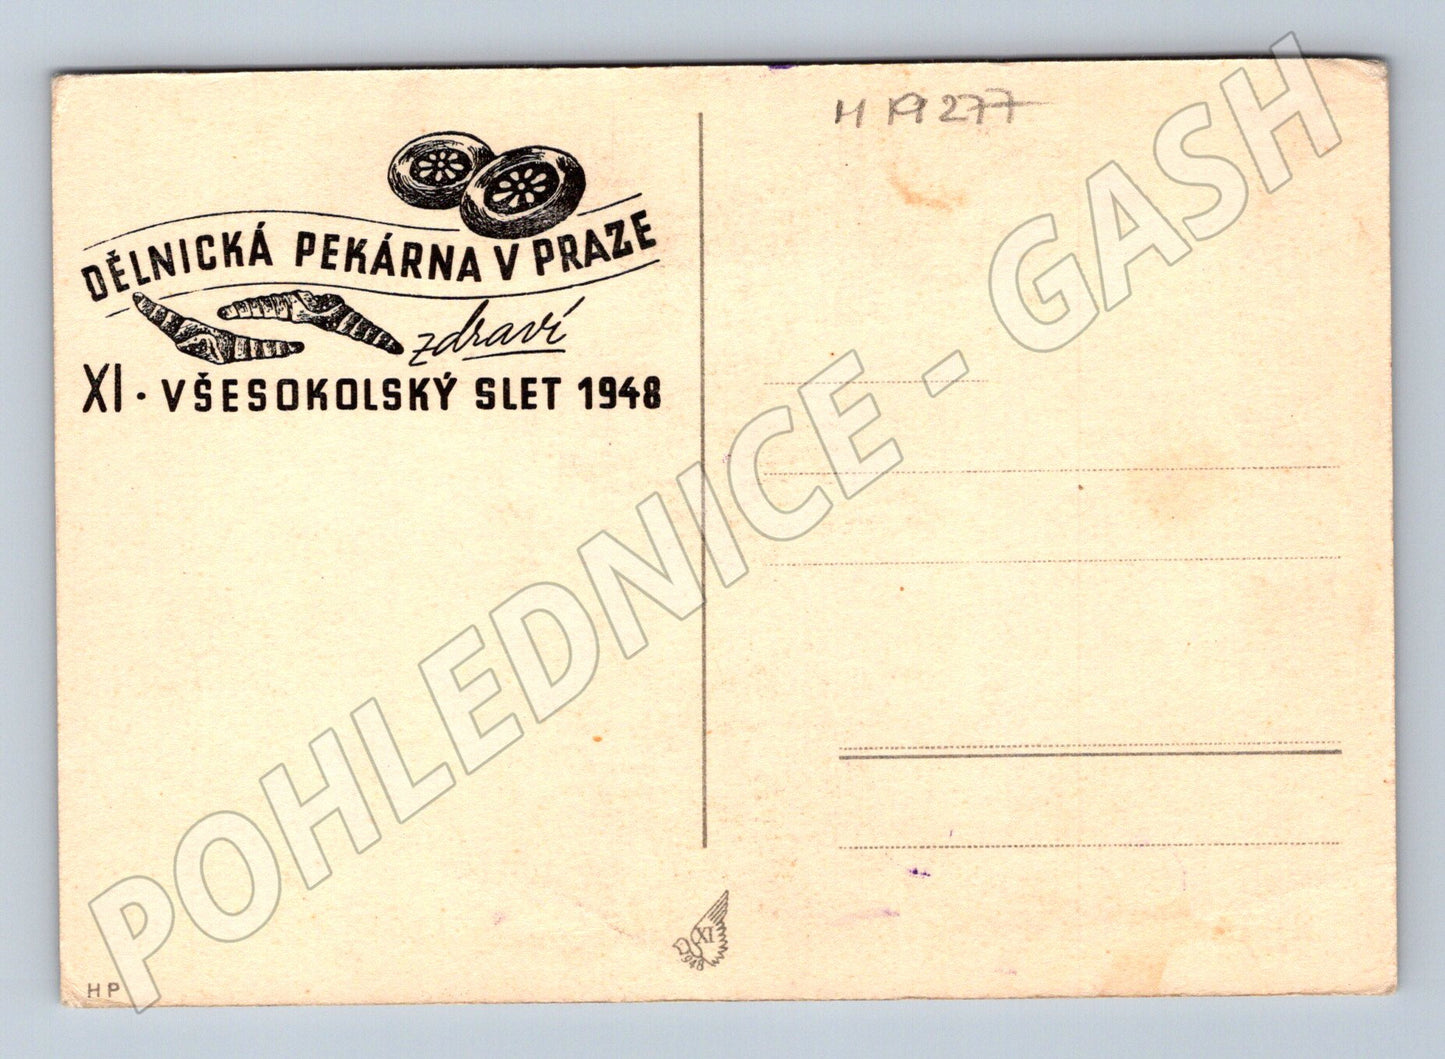 H 19277
DĚLNICKÁ PEKÁRNA V PRAZE
zdraví
XI. VŠESOKOLSKÝ SLET 1948
XI
1948
HP
POHLEDNICE - GASH